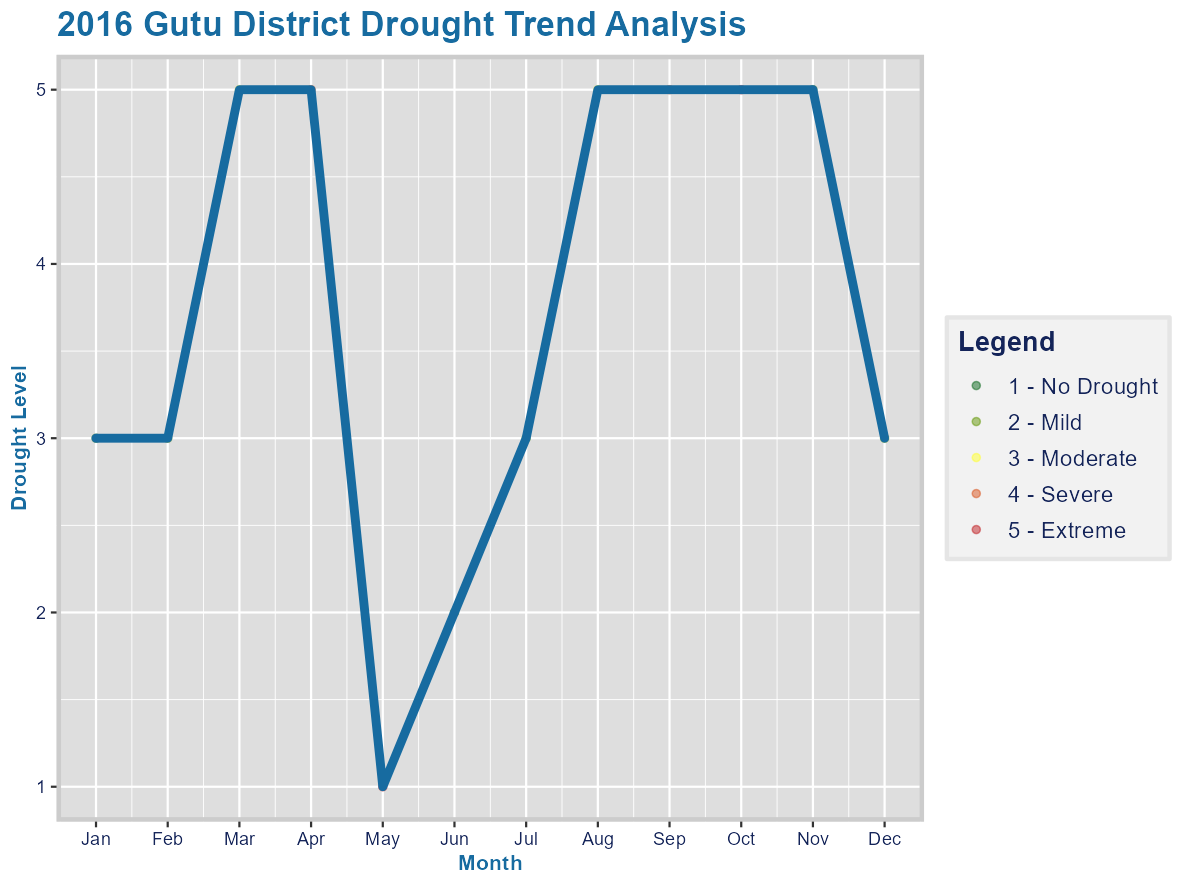 2016 Gutu District Drought Trend Analysis
Drought Level
5
4
3
2
1
Jan Feb Mar Apr May Jun Jul Aug Sep Oct Nov Dec
Month
Legend
1 - No Drought
2 - Mild
3 - Moderate
4 - Severe
5 - Extreme